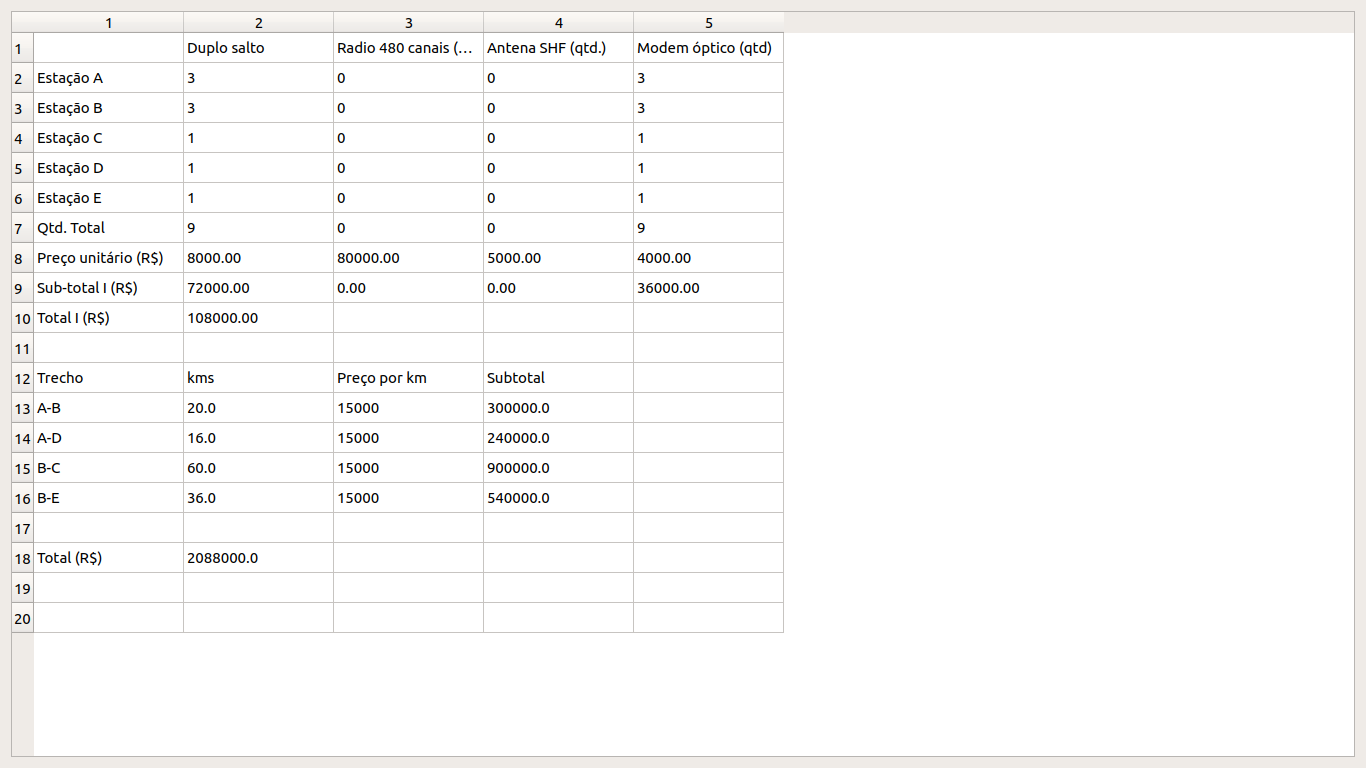 1 2 3 4 5
1 Duplo salto Radio 480 canais (... Antena SHF (qtd.) Modem óptico (qtd)
2 Estação A 3 0 0 3
3 Estação B 3 0 0 3
4 Estação C 1 0 0 1
5 Estação D 1 0 0 1
6 Estação E 1 0 0 1
7 Qtd. Total 9 0 0 9
8 Preço unitário (R$) 8000.00 80000.00 5000.00 4000.00
9 Sub-total I (R$) 72000.00 0.00 0.00 36000.00
10 Total I (R$) 108000.00
11
12 Trecho kms Preço por km Subtotal
13 A-B 20.0 15000 300000.0
14 A-D 16.0 15000 240000.0
15 B-C 60.0 15000 900000.0
16 B-E 36.0 15000 540000.0
17
18 Total (R$) 2088000.0
19
20